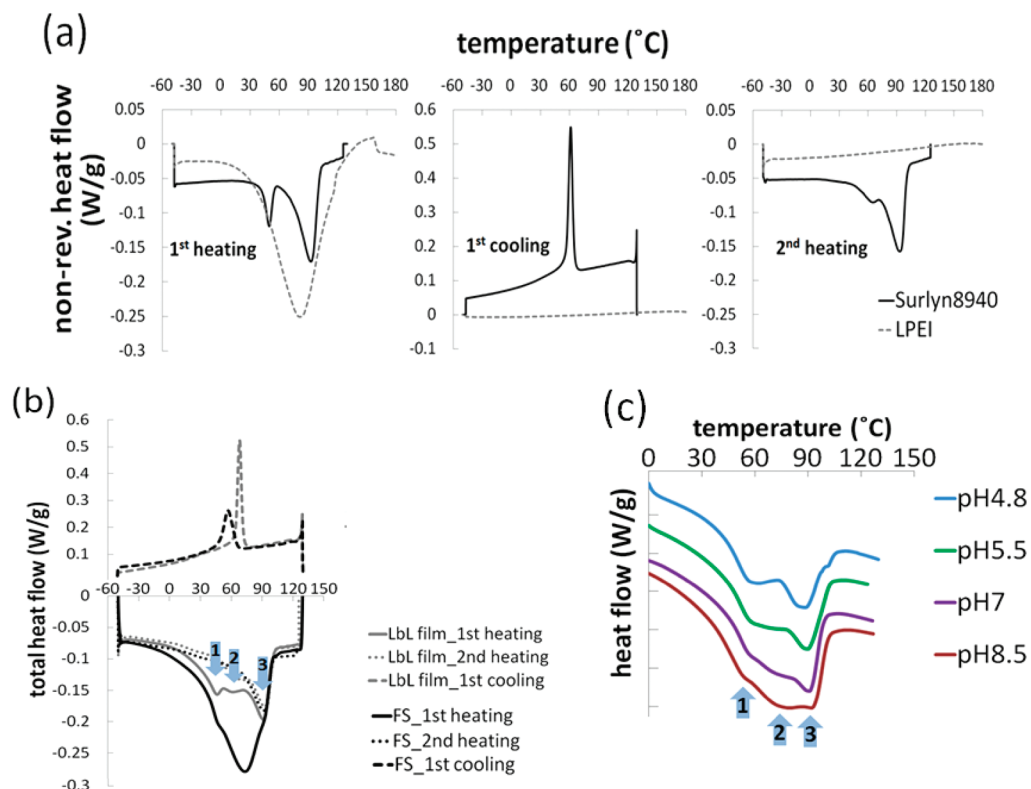 (a)
temperature (˚C)
-60 -30 0 30 60 90 120 150 180
-60 -30 0 30 60 90 120 150 180
-60 -30 0 30 60 90 120 150 180
non-rev. heat flow
(W/g)
0.05
0
-0.05
-0.1
-0.15
-0.2
-0.25
-0.3
1st heating
0.6
0.5
0.4
0.3
0.2
0.1
0
-0.1
1st cooling
0.05
0
-0.05
-0.1
-0.15
-0.2
-0.25
-0.3
2nd heating
Surlyn8940
LPEI
(b)
total heat flow (W/g)
0.6
0.5
0.4
0.3
0.2
0.1
-60 -30 0 30 60 90 120 150
0
-0.05
-0.1
-0.15
-0.2
-0.25
-0.3
1 2 3
LbL film_1st heating
LbL film_2nd heating
LbL film_1st cooling
FS_1st heating
FS_2nd heating
FS_1st cooling
(c)
temperature (˚C)
0 30 60 90 120 150
heat flow (W/g)
pH4.8
pH5.5
pH7
pH8.5
1 2 3